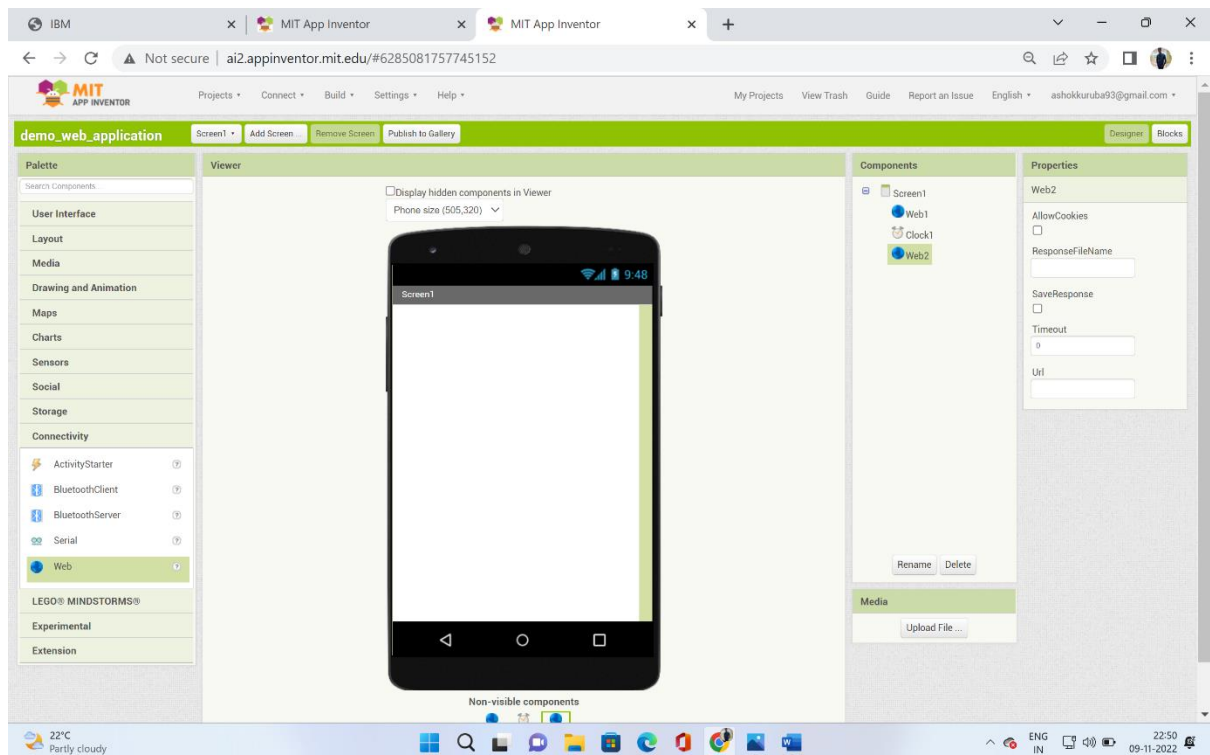 IBM
MIT App Inventor
MIT App Inventor
Not secure | ai2.appinventor.mit.edu/#6285081757745152
MIT
APP INVENTOR
Projects
Connect
Build
Settings
Help
My Projects
View Trash
Guide
Report an Issue
English
ashokkuruba93@gmail.com
demo_web_application
Screen1
Add Screen ...
Remove Screen
Publish to Gallery
Designer
Blocks
Palette
Search Components...
User Interface
Layout
Media
Drawing and Animation
Maps
Charts
Sensors
Social
Storage
Connectivity
ActivityStarter
BluetoothClient
BluetoothServer
Serial
Web
LEGO® MINDSTORMS®
Experimental
Extension
Viewer
Display hidden components in Viewer
Phone size (505,320)
9:48
Screen1
Non-visible components
Components
Screen1
Web1
Clock1
Web2
Rename
Delete
Media
Upload File ...
Properties
Web2
AllowCookies
ResponseFileName
SaveResponse
Timeout
0
Url
22°C
Partly cloudy
ENG
IN
22:50
09-11-2022